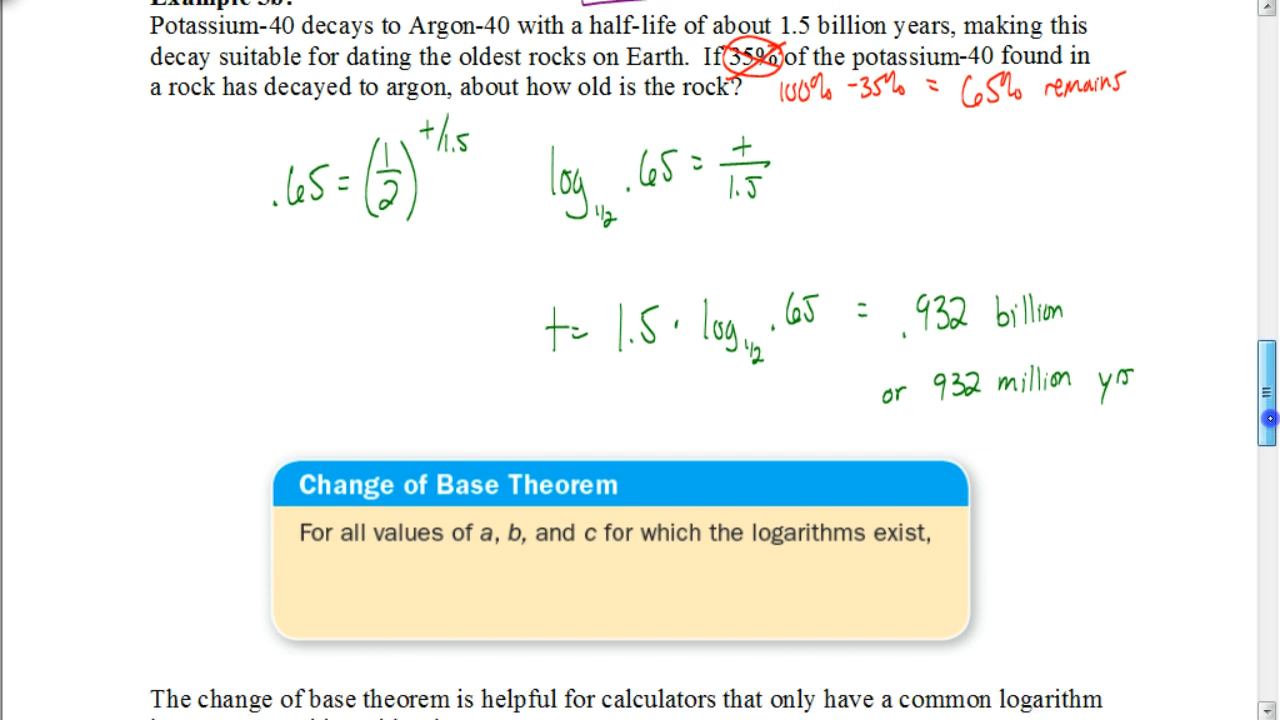 Example 3b:
Potassium-40 decays to Argon-40 with a half-life of about 1.5 billion years, making this
decay suitable for dating the oldest rocks on Earth. If 35% of the potassium-40 found in
a rock has decayed to argon, about how old is the rock? 100% -35% = 65% remains
.65 = (1/2)^t/1.5 log_1/2 .65 = t/1.5
t = 1.5 · log_1/2 .65 = .932 billion
or 932 million yrs
Change of Base Theorem
For all values of a, b, and c for which the logarithms exist,
The change of base theorem is helpful for calculators that only have a common logarithm